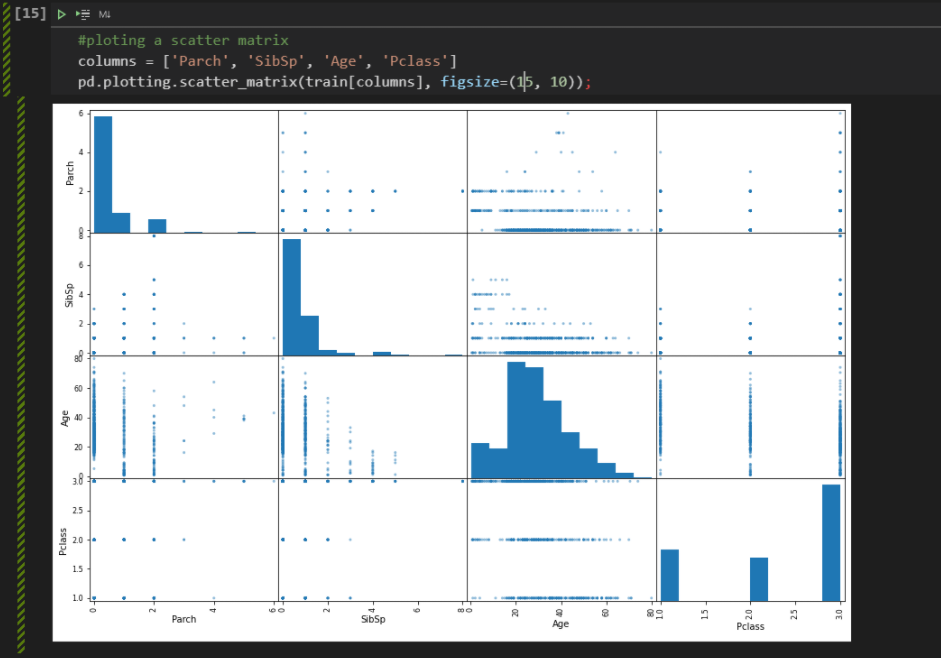 [15] M↓
#ploting a scatter matrix
columns = ['Parch', 'SibSp', 'Age', 'Pclass']
pd.plotting.scatter_matrix(train[columns], figsize=(15, 10));
6
4
2
0
Parch
8
6
4
2
0
SibSp
80
60
40
20
0
Age
3.0
2.5
2.0
1.5
1.0
Pclass
0 2 4 6 0 2 4 6 8 0 20 40 60 80 1.0 1.5 2.0 2.5 3.0
Parch SibSp Age Pclass